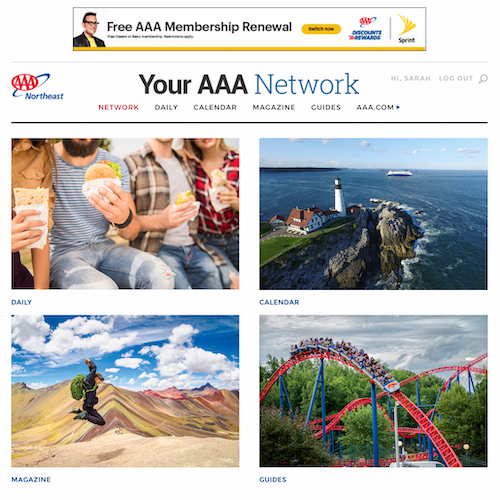 Free AAA Membership Renewal
Free Classic or Basic membership. Restrictions apply.
Switch now
AAA
DISCOUNTS
& REWARDS
Sprint
AAA
Northeast
Your AAA Network
HI, SARAH LOG OUT
NETWORK DAILY CALENDAR MAGAZINE GUIDES AAA.COM
DAILY
CALENDAR
MAGAZINE
GUIDES